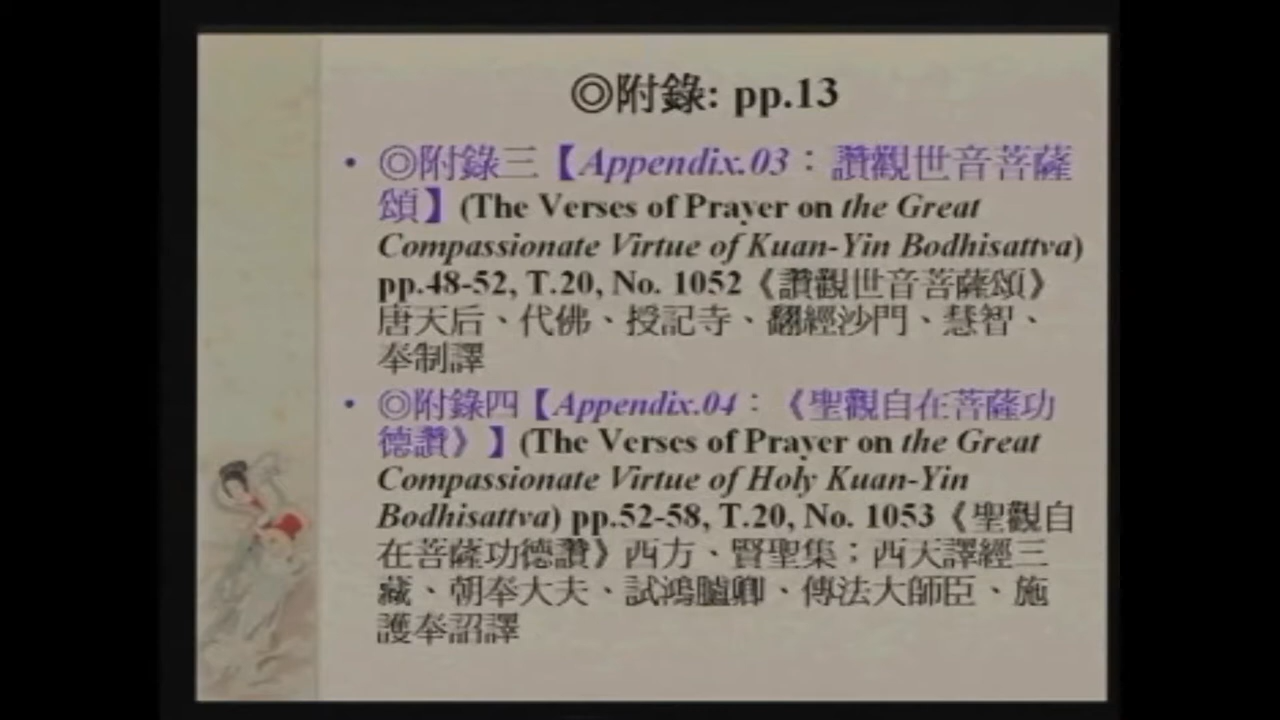 ◎附錄: pp.13
• ◎附錄三【Appendix.03：讚觀世音菩薩
頌】(The Verses of Prayer on the Great
Compassionate Virtue of Kuan-Yin Bodhisattva)
pp.48-52, T.20, No. 1052《讚觀世音菩薩頌》
唐天后、代佛、授記寺、翻經沙門、慧智、
奉制譯
• ◎附錄四【Appendix.04：《聖觀自在菩薩功
德讚》】(The Verses of Prayer on the Great
Compassionate Virtue of Holy Kuan-Yin
Bodhisattva) pp.52-58, T.20, No. 1053《聖觀自
在菩薩功德讚》西方、賢聖集；西天譯經三
藏、朝奉大夫、試鴻臚卿、傳法大師臣、施
護奉詔譯